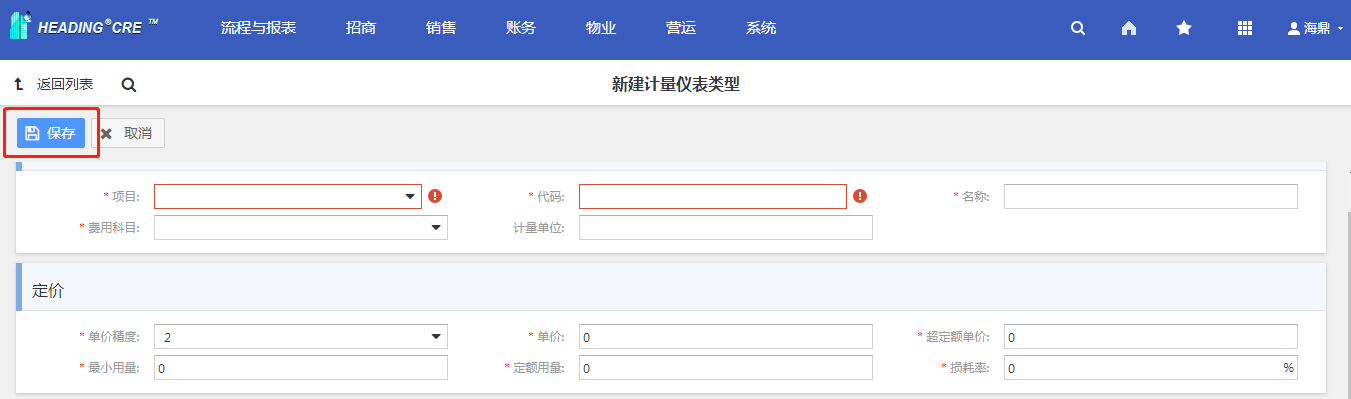 HEADING®CRE ™ 流程与报表 招商 销售 账务 物业 营运 系统 海鼎
返回列表 新建计量仪表类型
保存 取消
* 项目: * 代码: * 名称:
* 费用科目: 计量单位:
定价
* 单价精度: 2 * 单价: 0 * 超定额单价: 0
* 最小用量: 0 * 定额用量: 0 * 损耗率: 0 %